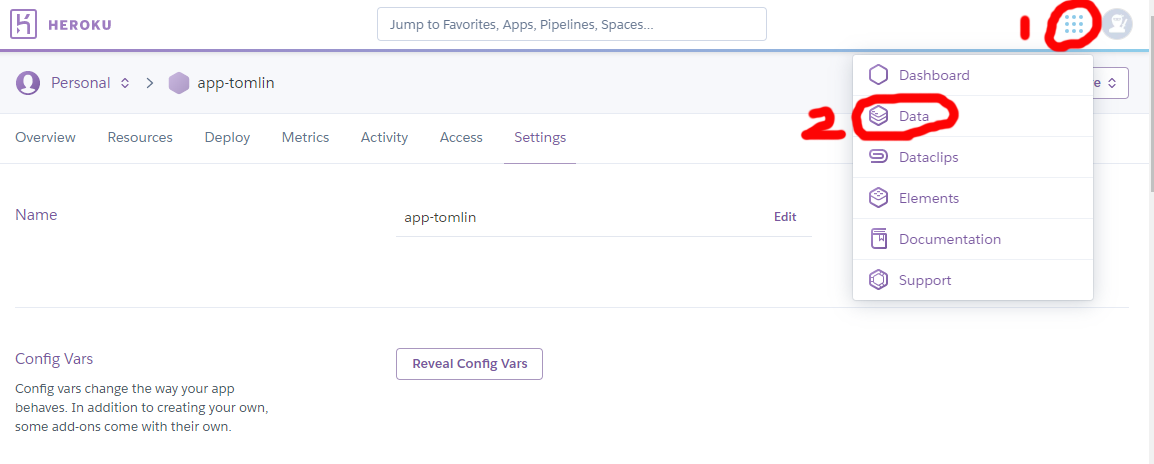 HEROKU
Jump to Favorites, Apps, Pipelines, Spaces...
1
Personal
app-tomlin
Dashboard
2
Data
Dataclips
Elements
Documentation
Support
Overview
Resources
Deploy
Metrics
Activity
Access
Settings
Name
app-tomlin
Edit
Config Vars
Reveal Config Vars
Config vars change the way your app
behaves. In addition to creating your own,
some add-ons come with their own.